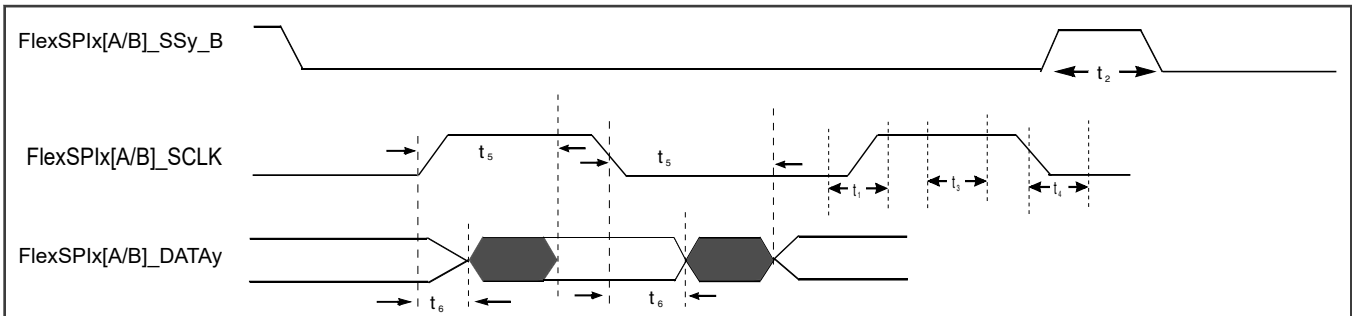 FlexSPIx[A/B]_SSy_B
t₂
FlexSPIx[A/B]_SCLK
t₅
t₅
t₁
t₃
t₄
FlexSPIx[A/B]_DATAy
t₆
t₆